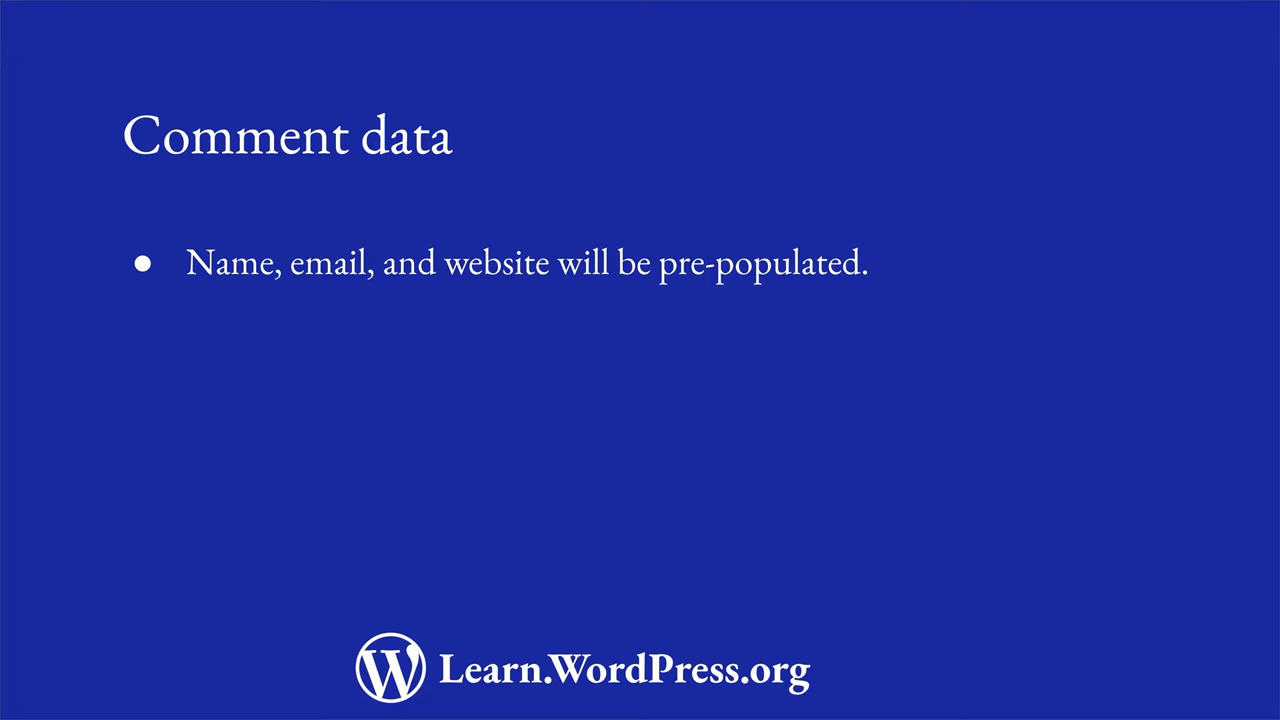 Comment data
● Name, email, and website will be pre-populated.
Learn.WordPress.org